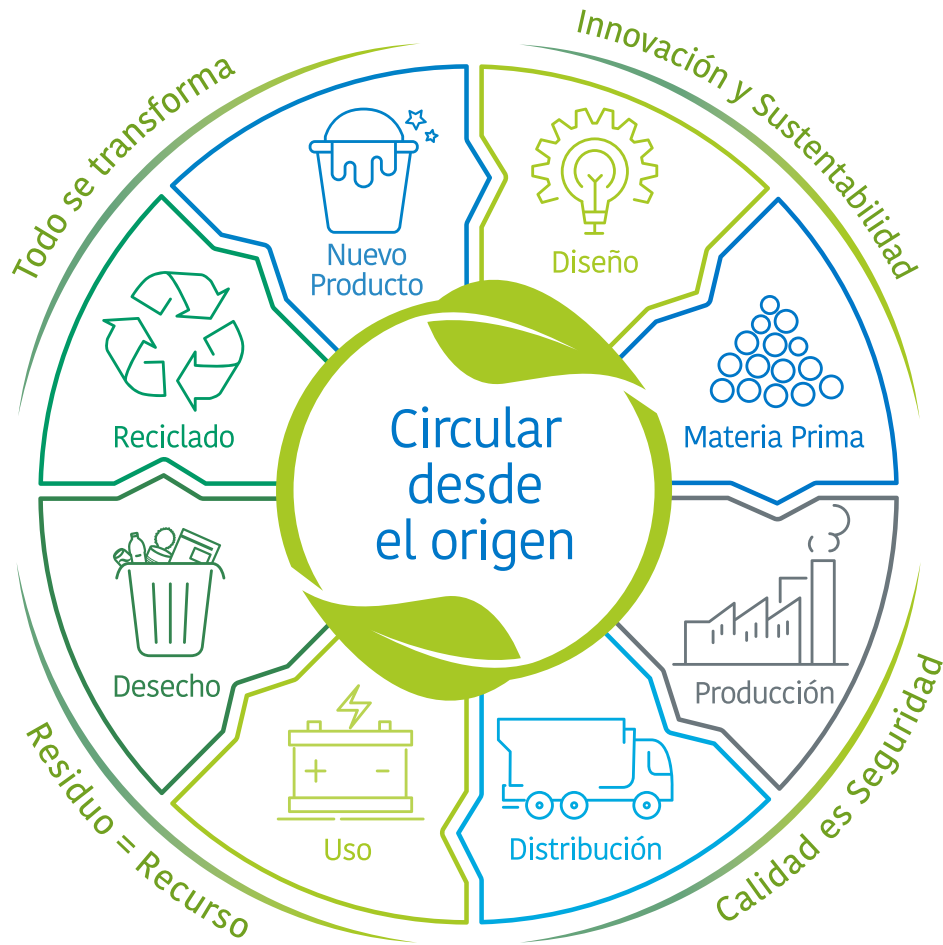 Innovación y Sustentabilidad
Todo se transforma
Nuevo
Producto
Diseño
Reciclado
Materia Prima
Circular
desde
el origen
Desecho
Producción
Uso
Distribución
Residuo = Recurso
Calidad es Seguridad
+
-